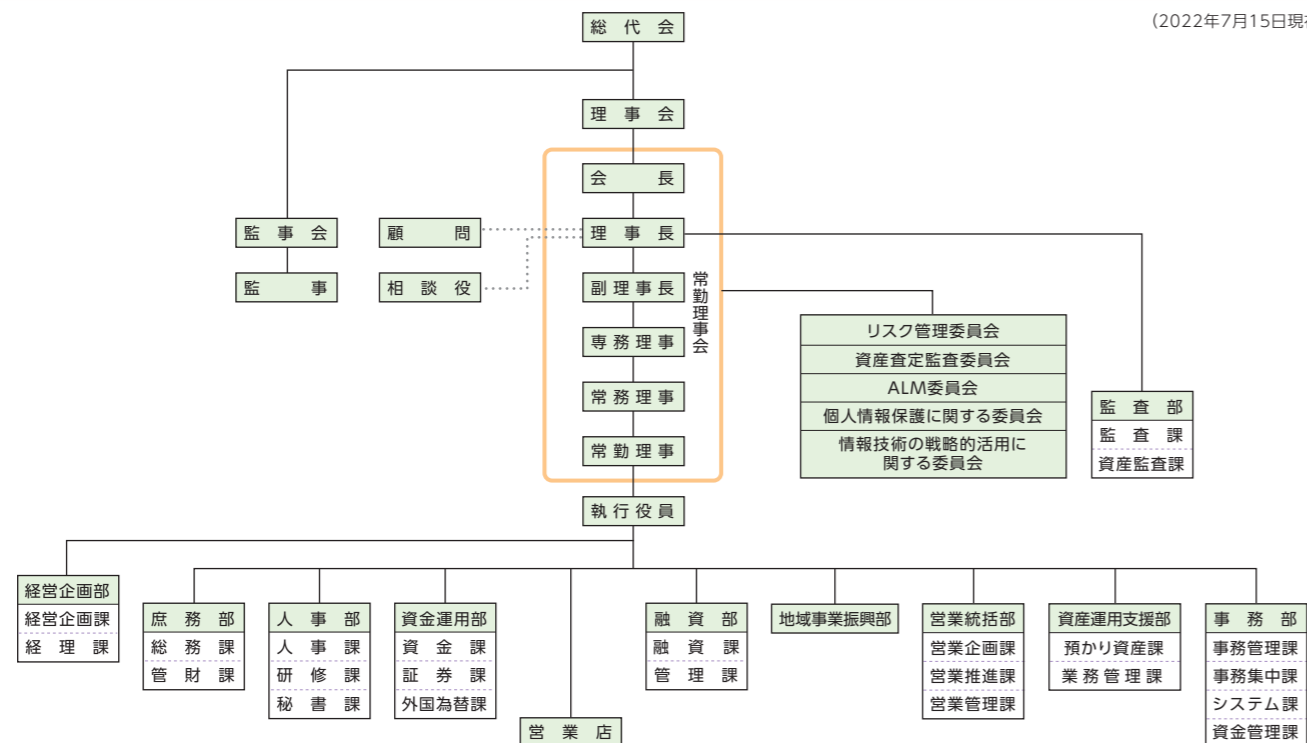 (2022年7月15日現
総代会
理事会
会長
監事会
顧問
理事長
監事
相談役
副理事長
常勤理事会
専務理事
常務理事
常勤理事
リスク管理委員会
資産査定監査委員会
ALM委員会
個人情報保護に関する委員会
情報技術の戦略的活用に
関する委員会
監査部
監査課
資産監査課
執行役員
経営企画部
経営企画課
経理課
庶務部
総務課
管財課
人事部
人事課
研修課
秘書課
資金運用部
資金課
証券課
外国為替課
営業店
融資部
融資課
管理課
地域事業振興部
営業統括部
営業企画課
営業推進課
営業管理課
資産運用支援部
預かり資産課
業務管理課
事務部
事務管理課
事務集中課
システム課
資金管理課